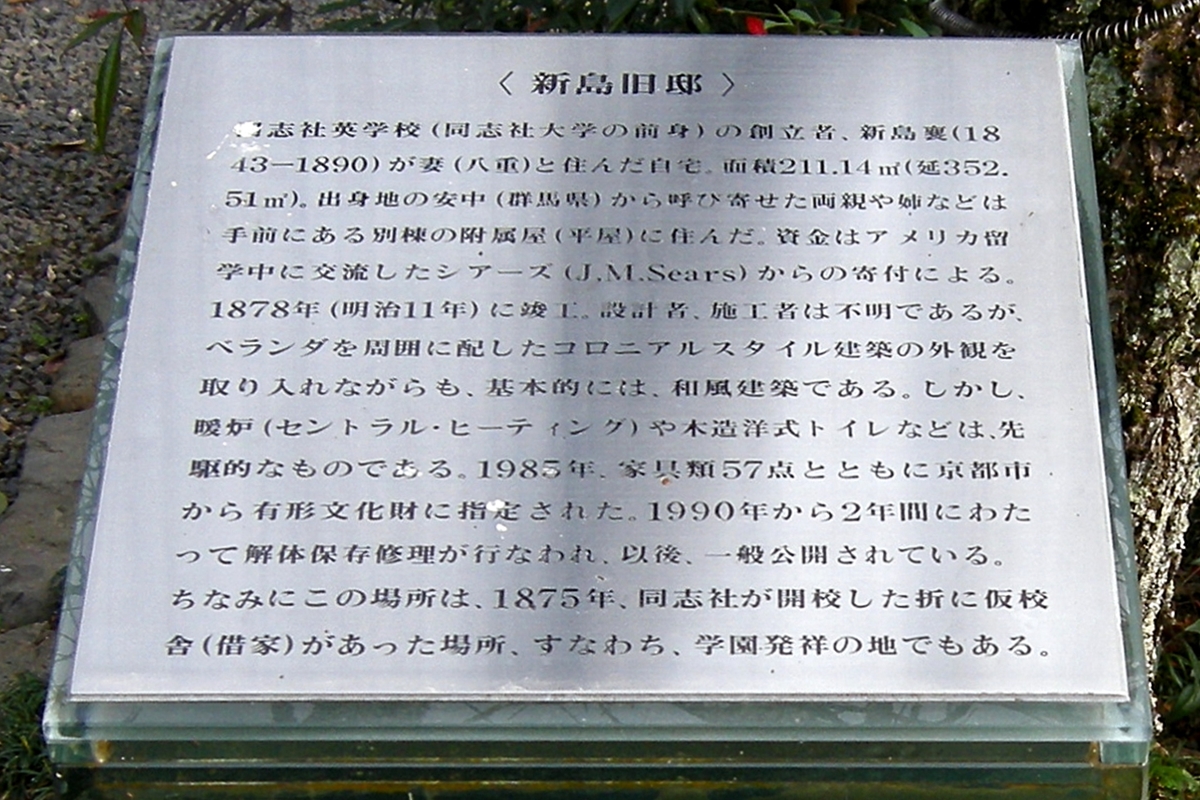 〈 新島旧邸 〉
同志社英学校(同志社大学の前身)の創立者、新島襄(18
43−1890)が妻(八重)と住んだ自宅。面積211.14㎡(延352.
51㎡)。出身地の安中(群馬県)から呼び寄せた両親や姉などは
手前にある別棟の附属屋(平屋)に住んだ。資金はアメリカ留
学中に交流したシアーズ(J.M.Sears)からの寄付による。
1878年(明治11年)に竣工。設計者、施工者は不明であるが、
ベランダを周囲に配したコロニアルスタイル建築の外観を
取り入れながらも、基本的には、和風建築である。しかし、
暖炉(セントラル・ヒーティング)や木造洋式トイレなどは、先
駆的なものである。1985年、家具類57点とともに京都市
から有形文化財に指定された。1990年から2年間にわた
って解体保存修理が行なわれ、以後、一般公開されている。
ちなみにこの場所は、1875年、同志社が開校した折に仮校
舎(借家)があった場所、すなわち、学園発祥の地でもある。